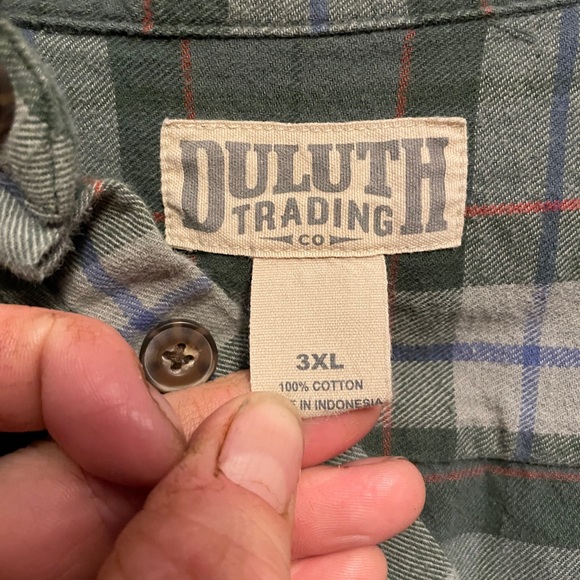 DULUTH
TRADING
CO
3XL
100% COTTON
IN INDONESIA